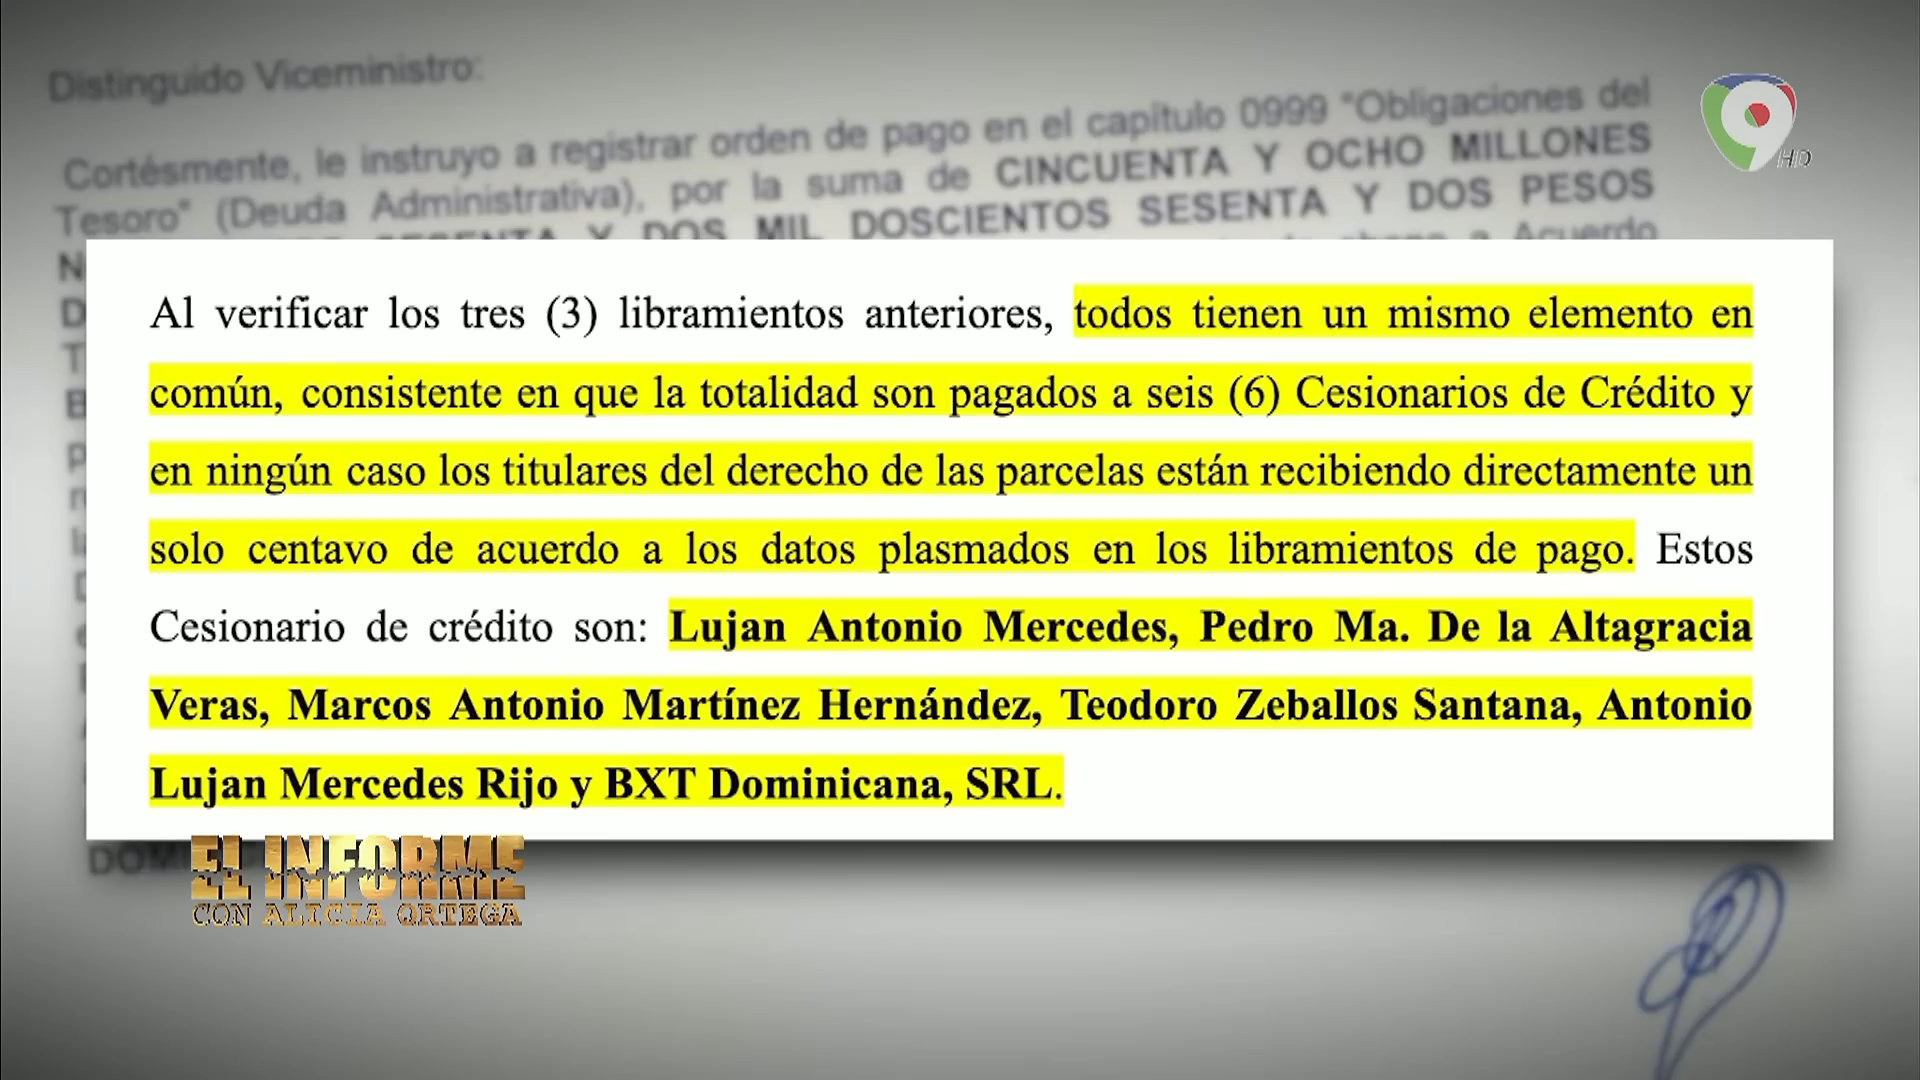 Distinguido Viceministro:
Cortésmente, le instruyo a registrar orden de pago en el capítulo 0999 "Obligaciones del
Tesoro" (Deuda Administrativa), por la suma de CINCUENTA Y OCHO MILLONES
SESENTA Y DOS MIL DOSCIENTOS SESENTA Y DOS PESOS
a Acuerdo
HD
Al verificar los tres (3) libramientos anteriores, todos tienen un mismo elemento en
común, consistente en que la totalidad son pagados a seis (6) Cesionarios de Crédito y
en ningún caso los titulares del derecho de las parcelas están recibiendo directamente un
solo centavo de acuerdo a los datos plasmados en los libramientos de pago. Estos
Cesionario de crédito son: Lujan Antonio Mercedes, Pedro Ma. De la Altagracia
Veras, Marcos Antonio Martínez Hernández, Teodoro Zeballos Santana, Antonio
Lujan Mercedes Rijo y BXT Dominicana, SRL.
EL INFORME
CON ALICIA ORTEGA